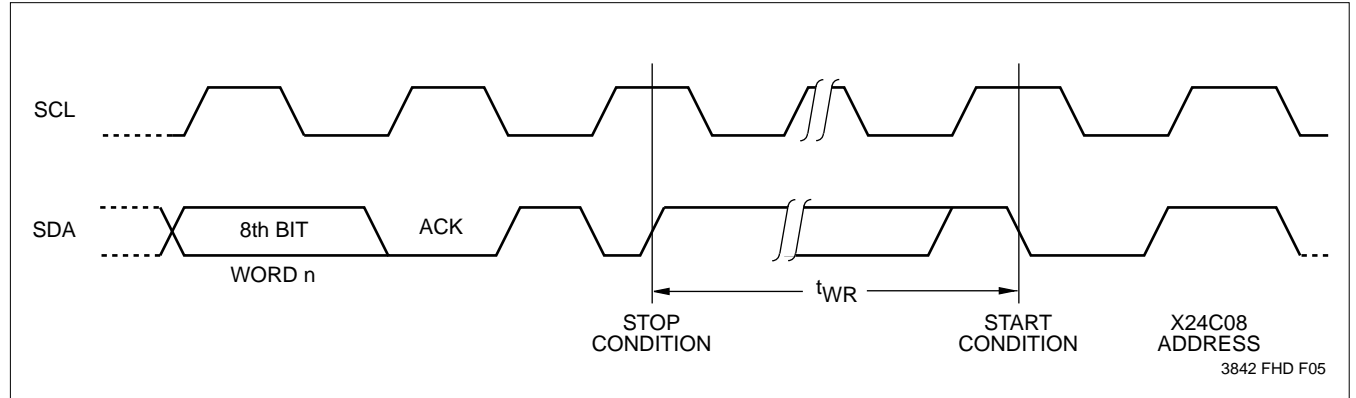 SCL
SDA
8th BIT
ACK
WORD n
tWR
STOP
CONDITION
START
CONDITION
X24C08
ADDRESS
3842 FHD F05